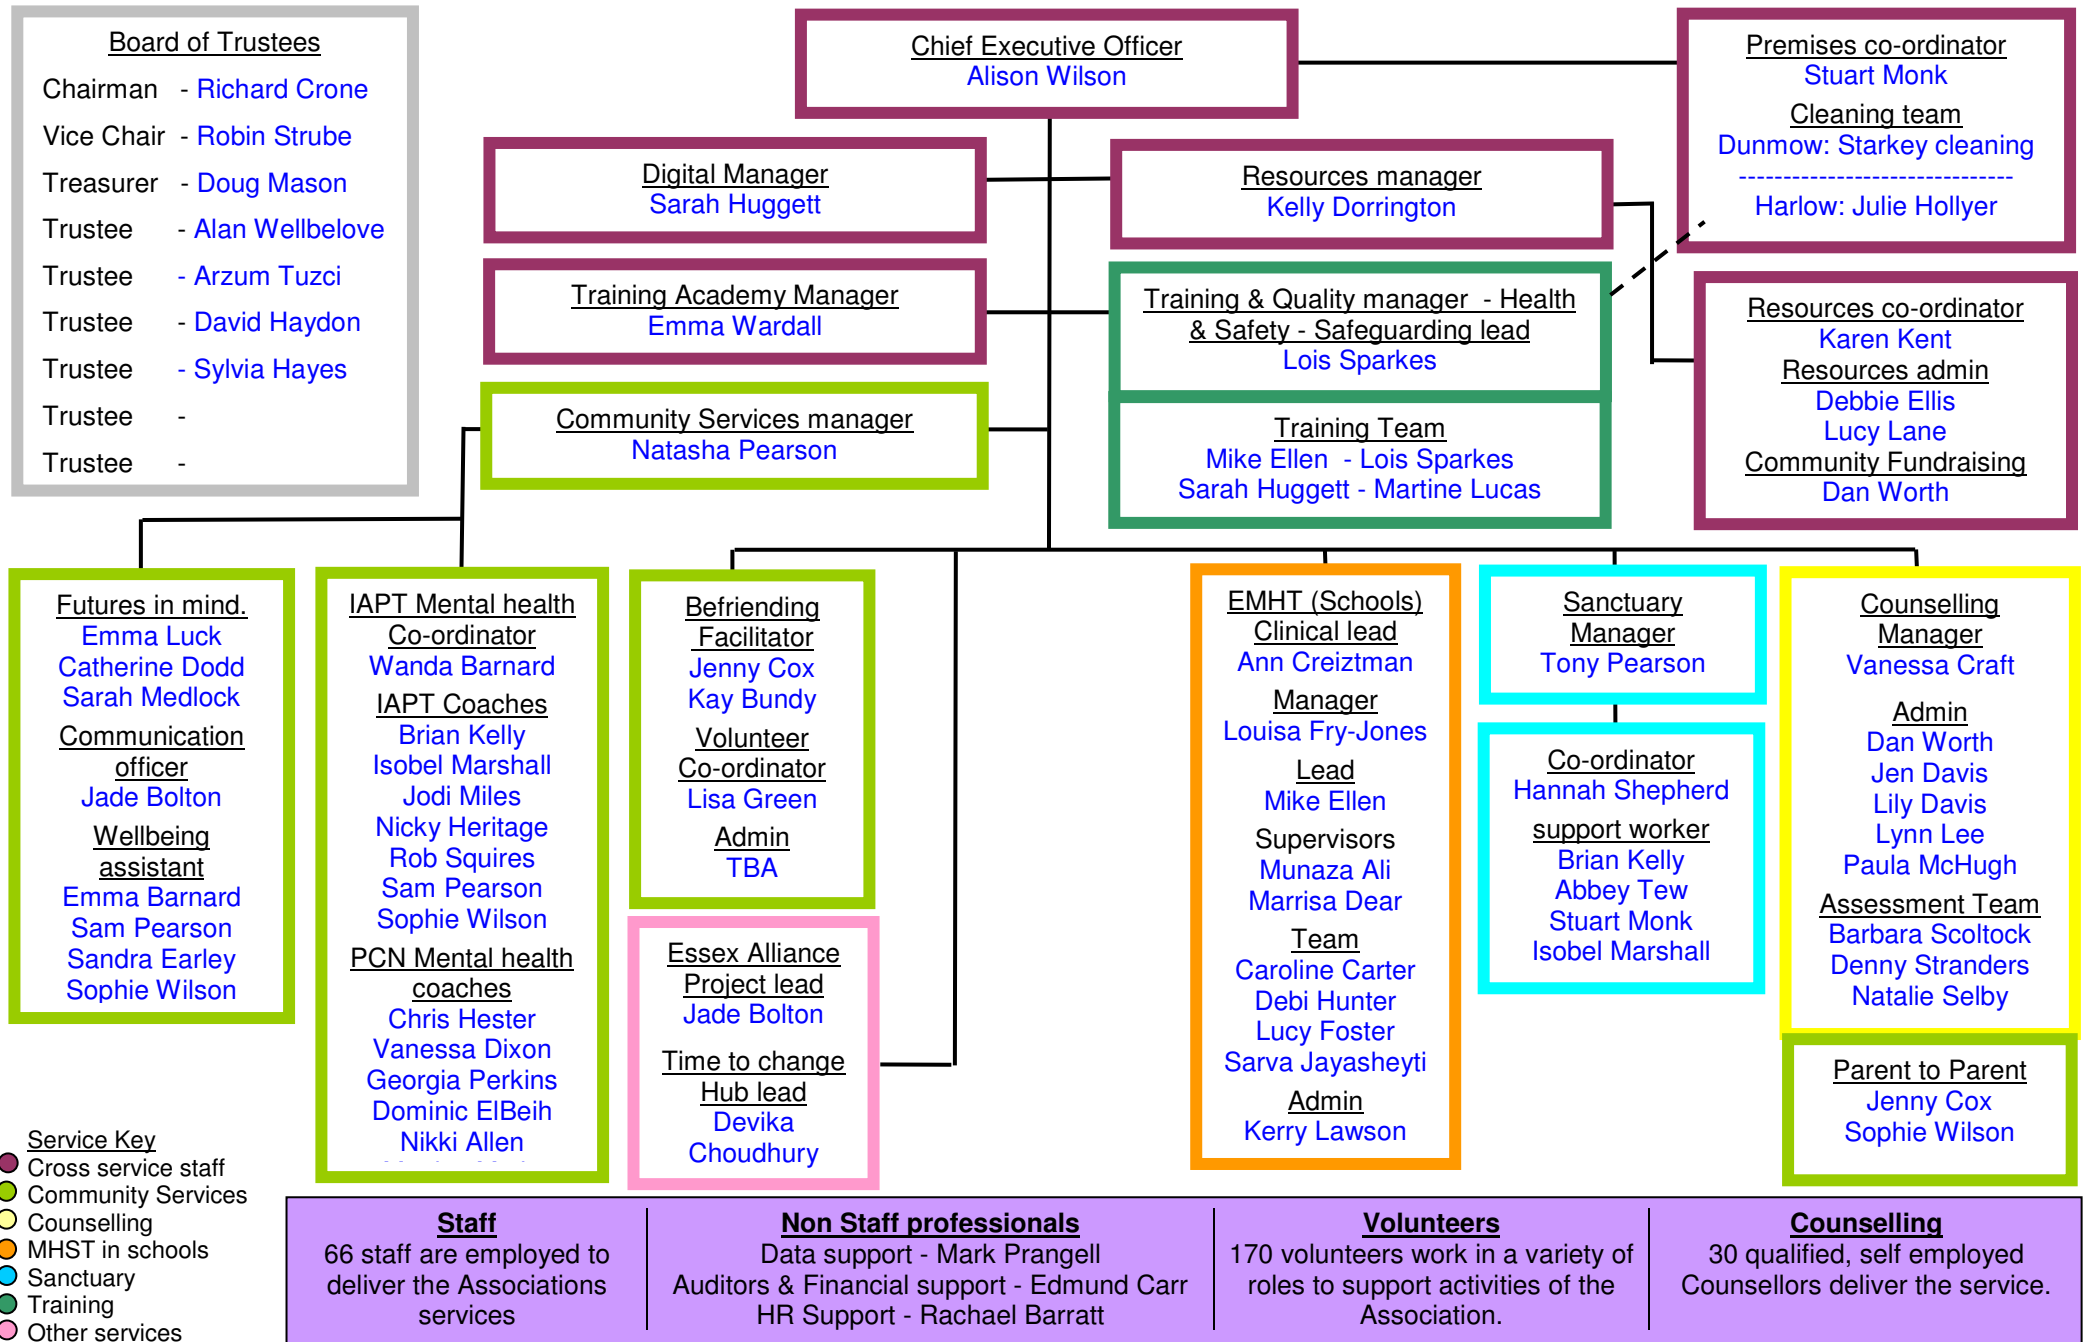 Board of Trustees
Chairman - Richard Crone
Vice Chair - Robin Strube
Treasurer - Doug Mason
Trustee - Alan Wellbelove
Trustee - Arzum Tuzci
Trustee - David Haydon
Trustee - Sylvia Hayes
Trustee -
Trustee -
Chief Executive Officer
Alison Wilson
Premises co-ordinator
Stuart Monk
Cleaning team
Dunmow: Starkey cleaning
-------------------------------
Harlow: Julie Hollyer
Digital Manager
Sarah Huggett
Resources manager
Kelly Dorrington
Training Academy Manager
Emma Wardall
Training & Quality manager - Health
& Safety - Safeguarding lead
Lois Sparkes
Resources co-ordinator
Karen Kent
Resources admin
Debbie Ellis
Lucy Lane
Community Fundraising
Dan Worth
Community Services manager
Natasha Pearson
Training Team
Mike Ellen - Lois Sparkes
Sarah Huggett - Martine Lucas
Futures in mind.
Emma Luck
Catherine Dodd
Sarah Medlock
Communication
officer
Jade Bolton
Wellbeing
assistant
Emma Barnard
Sam Pearson
Sandra Earley
Sophie Wilson
IAPT Mental health
Co-ordinator
Wanda Barnard
IAPT Coaches
Brian Kelly
Isobel Marshall
Jodi Miles
Nicky Heritage
Rob Squires
Sam Pearson
Sophie Wilson
PCN Mental health
coaches
Chris Hester
Vanessa Dixon
Georgia Perkins
Dominic ElBeih
Nikki Allen
Befriending
Facilitator
Jenny Cox
Kay Bundy
Volunteer
Co-ordinator
Lisa Green
Admin
TBA
Essex Alliance
Project lead
Jade Bolton
Time to change
Hub lead
Devika
Choudhury
EMHT (Schools)
Clinical lead
Ann Creiztman
Manager
Louisa Fry-Jones
Lead
Mike Ellen
Supervisors
Munaza Ali
Marrisa Dear
Team
Caroline Carter
Debi Hunter
Lucy Foster
Sarva Jayasheyti
Admin
Kerry Lawson
Sanctuary
Manager
Tony Pearson
Co-ordinator
Hannah Shepherd
support worker
Brian Kelly
Abbey Tew
Stuart Monk
Isobel Marshall
Counselling
Manager
Vanessa Craft
Admin
Dan Worth
Jen Davis
Lily Davis
Lynn Lee
Paula McHugh
Assessment Team
Barbara Scoltock
Denny Stranders
Natalie Selby
Parent to Parent
Jenny Cox
Sophie Wilson
Service Key
Cross service staff
Community Services
Counselling
MHST in schools
Sanctuary
Training
Other services
Staff
66 staff are employed to
deliver the Associations
services
Non Staff professionals
Data support - Mark Prangell
Auditors & Financial support - Edmund Carr
HR Support - Rachael Barratt
Volunteers
170 volunteers work in a variety of
roles to support activities of the
Association.
Counselling
30 qualified, self employed
Counsellors deliver the service.